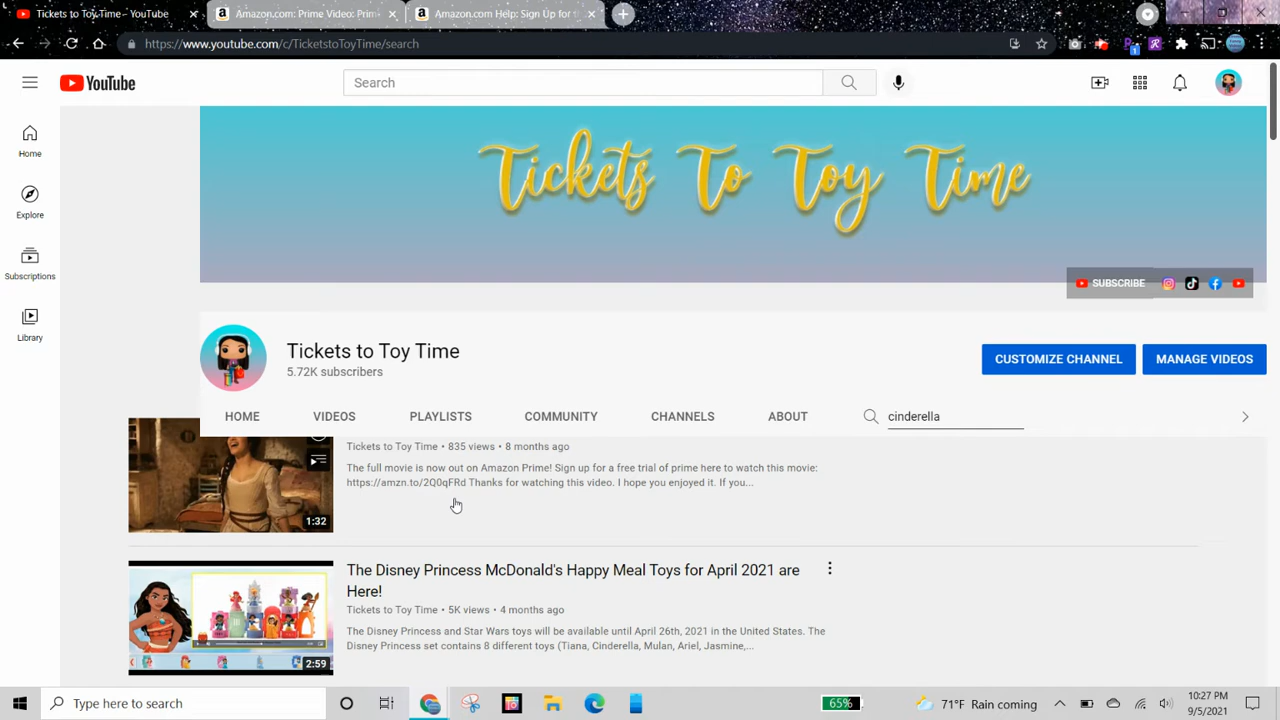 Tickets to Toy Time - YouTube
Amazon.com: Prime Video: Prim
Amazon.com Help: Sign Up for t
https://www.youtube.com/c/TicketstoToyTime/search
YouTube
Search
Tickets To Toy Time
Home
Explore
Subscriptions
Library
SUBSCRIBE
Tickets to Toy Time
5.72K subscribers
CUSTOMIZE CHANNEL
MANAGE VIDEOS
HOME VIDEOS PLAYLISTS COMMUNITY CHANNELS ABOUT cinderella
Tickets to Toy Time • 835 views • 8 months ago
The full movie is now out on Amazon Prime! Sign up for a free trial of prime here to watch this movie:
https://amzn.to/2Q0qFRd Thanks for watching this video. I hope you enjoyed it. If you...
1:32
The Disney Princess McDonald's Happy Meal Toys for April 2021 are
Here!
Tickets to Toy Time • 5K views • 4 months ago
The Disney Princess and Star Wars toys will be available until April 26th, 2021 in the United States. The
Disney Princess set contains 8 different toys (Tiana, Cinderella, Mulan, Ariel, Jasmine,...
2:59
Type here to search
65%
71°F Rain coming
10:27 PM
9/5/2021